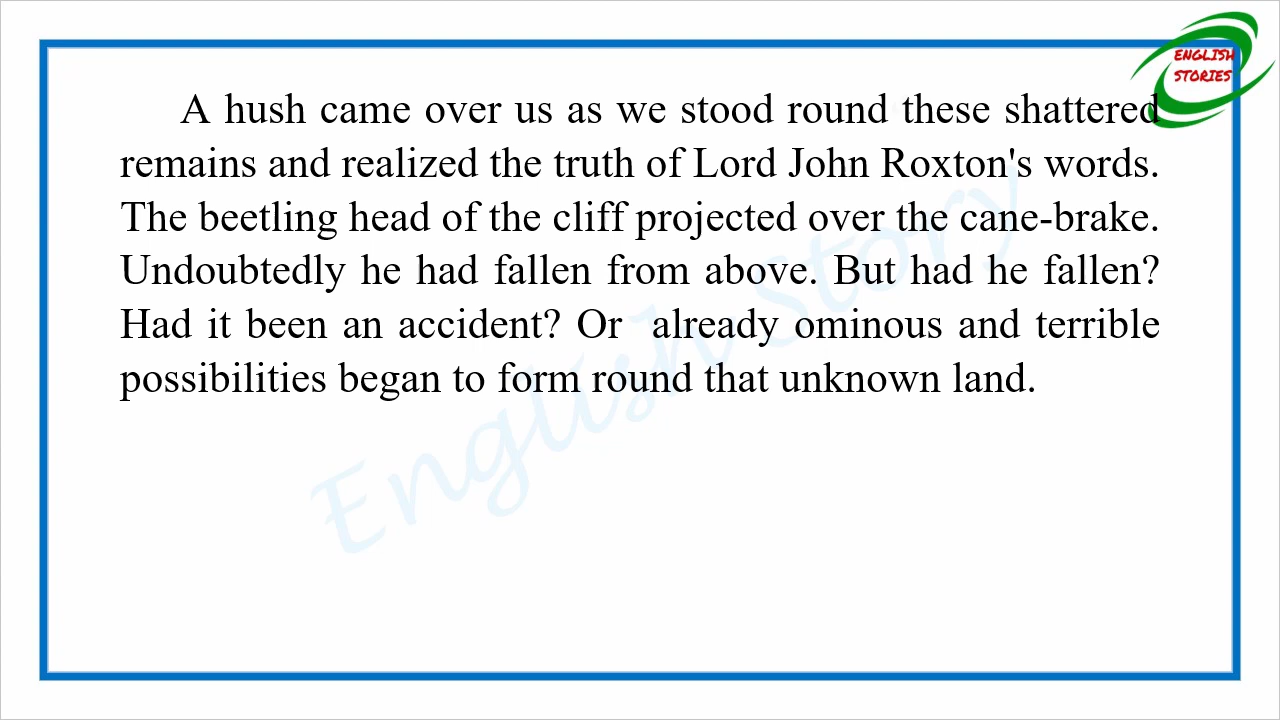 ENGLISH
STORIES
A hush came over us as we stood round these shattered
remains and realized the truth of Lord John Roxton's words.
The beetling head of the cliff projected over the cane-brake.
Undoubtedly he had fallen from above. But had he fallen?
Had it been an accident? Or  already ominous and terrible
possibilities began to form round that unknown land.
English Story